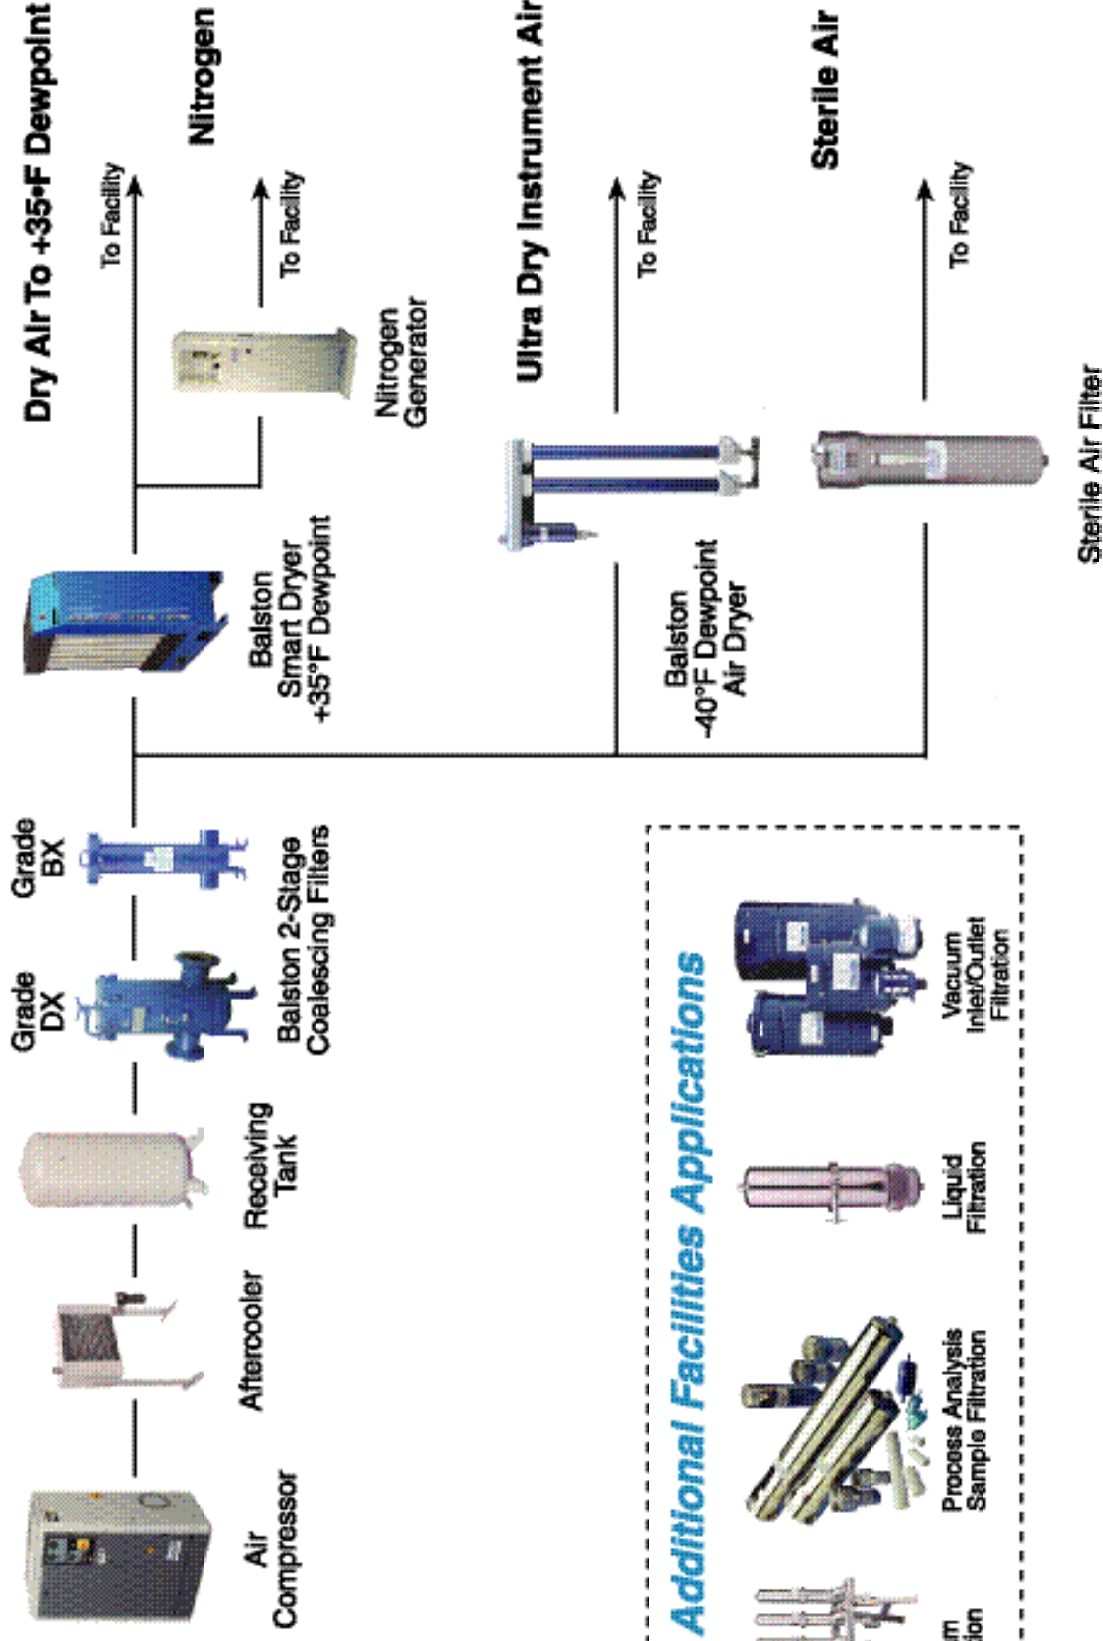 Dry Air To +35•F Dewpoint
To Facility
Nitrogen
To Facility
Nitrogen
Generator
Ultra Dry Instrument Air
To Facility
Sterile Air
To Facility
Sterile Air Filter
Balston
Smart Dryer
+35°F Dewpoint
Balston
-40°F Dewpoint
Air Dryer
Grade
BX
Grade
DX
Balston 2-Stage
Coalescing Filters
Receiving
Tank
Aftercooler
Air
Compressor
Additional Facilities Applications
Vacuum
Inlet/Outlet
Filtration
Liquid
Filtration
Process Analysis
Sample Filtration